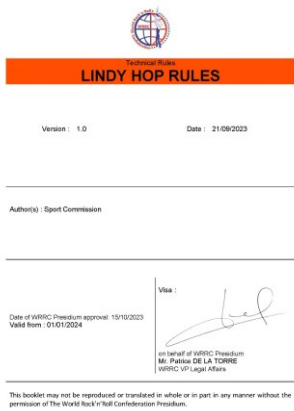 Technical Rules
LINDY HOP RULES
Version : 1.0 Date : 21/09/2023
Author(s) : Sport Commission
Visa :
Date of WRRC Presidium approval: 15/10/2023
Valid from : 01/01/2024
on behalf of WRRC Presidium
Mr. Patrice DE LA TORRE
WRRC VP Legal Affairs
This booklet may not be reproduced or translated in whole or in part in any manner without the
permission of The World Rock'n'Roll Confederation Presidium.